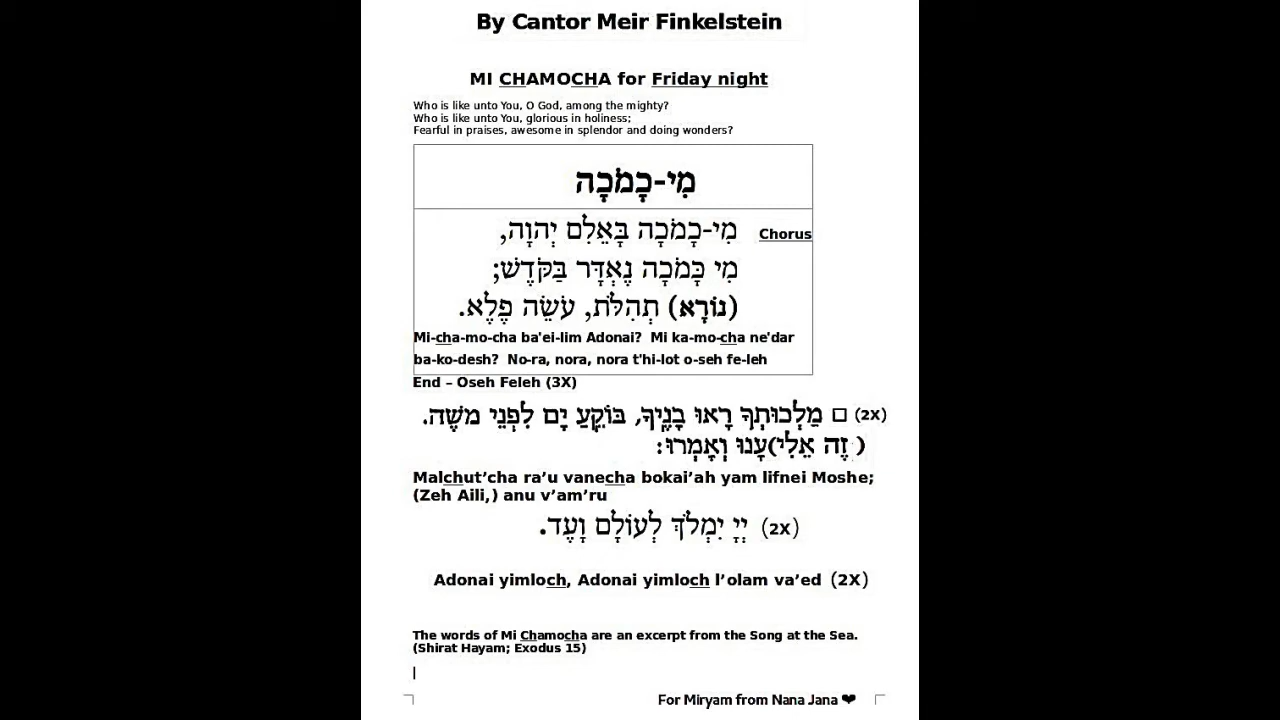 By Cantor Meir Finkelstein
MI CHAMOCHA for Friday night
Who is like unto You, O God, among the mighty?
Who is like unto You, glorious in holiness;
Fearful in praises, awesome in splendor and doing wonders?
מִי-כָמֹכָה
Chorus מִי-כָמֹכָה בָּאֵלִם יְהוָה,
מִי כָּמֹכָה נֶאְדָּר בַּקֹּדֶשׁ;
(נוֹרָא) תְהִלֹּת, עֹשֵׂה פֶלֶא.
Mi-cha-mo-cha ba'ei-lim Adonai? Mi ka-mo-cha ne'dar
ba-ko-desh? No-ra, nora, nora t'hi-lot o-seh fe-leh
End – Oseh Feleh (3X)
(2X) □ מַלְכוּתְךָ רָאוּ בָנֶיךָ, בּוֹקֵעַ יָם לִפְנֵי מֹשֶׁה.
(זֶה אֵלִי)עָנוּ וְאָמְרוּ:
Malchut’cha ra’u vanecha bokai’ah yam lifnei Moshe;
(Zeh Aili,) anu v’am’ru
(2X) יְיָ יִמְלֹךְ לְעוֹלָם וָעֶד.
Adonai yimloch, Adonai yimloch l’olam va’ed (2X)
The words of Mi Chamocha are an excerpt from the Song at the Sea.
(Shirat Hayam; Exodus 15)
For Miryam from Nana Jana ❤